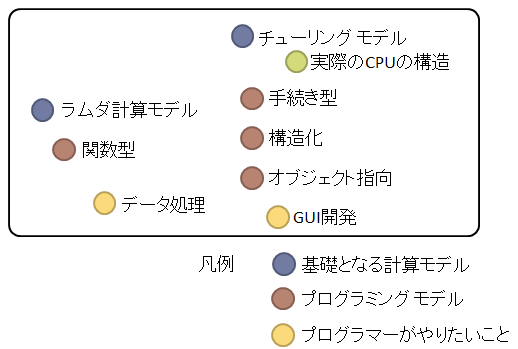 チューリング モデル
実際のCPUの構造
手続き型
ラムダ計算モデル
構造化
関数型
オブジェクト指向
データ処理
GUI開発
凡例
基礎となる計算モデル
プログラミング モデル
プログラマーがやりたいこと